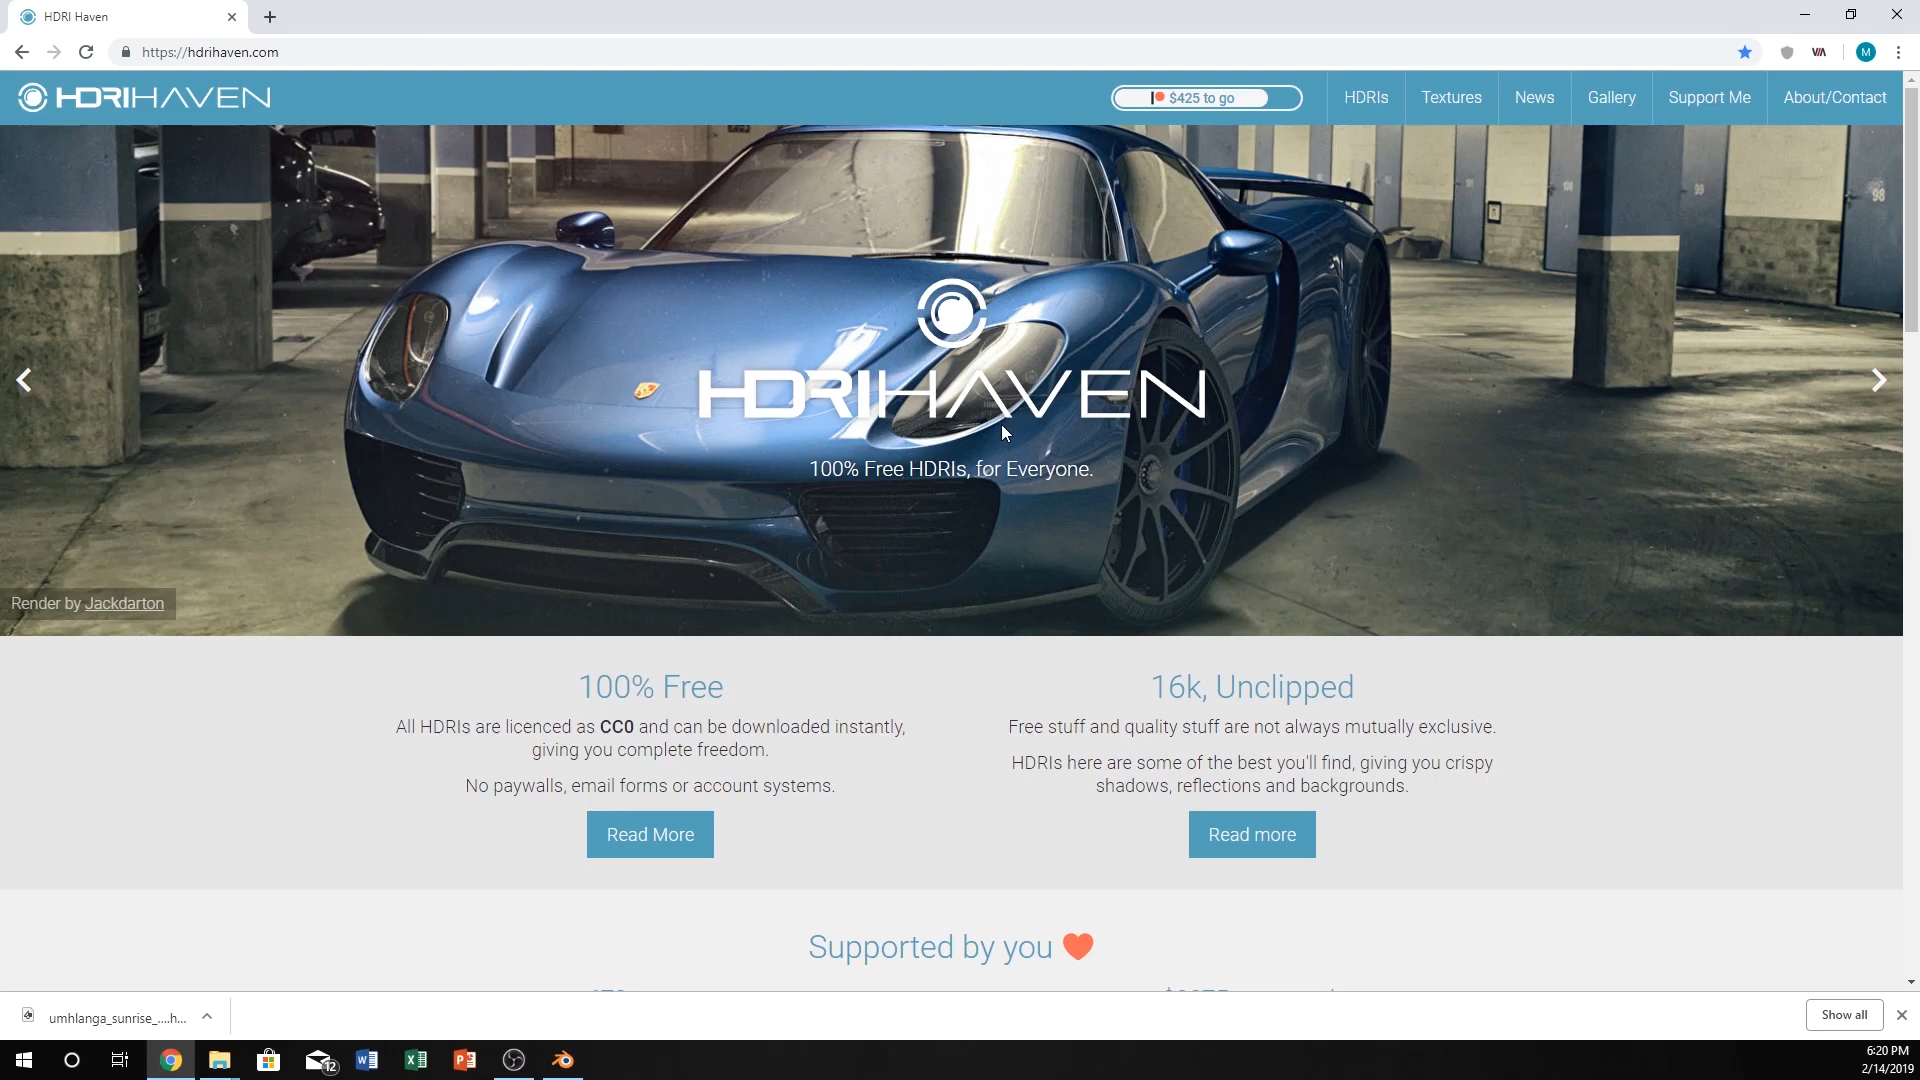 HDRI Haven
https://hdrihaven.com
M
HDRIHAVEN
$425 to go
HDRIs
Textures
News
Gallery
Support Me
About/Contact
98
HDRIHAVEN
100% Free HDRIs, for Everyone.
Render by Jackdarton
100% Free
All HDRIs are licenced as CC0 and can be downloaded instantly,
giving you complete freedom.
No paywalls, email forms or account systems.
Read More
16k, Unclipped
Free stuff and quality stuff are not always mutually exclusive.
HDRIs here are some of the best you'll find, giving you crispy
shadows, reflections and backgrounds.
Read more
Supported by you
umhlanga_sunrise_....h...
Show all
12
6:20 PM
2/14/2019